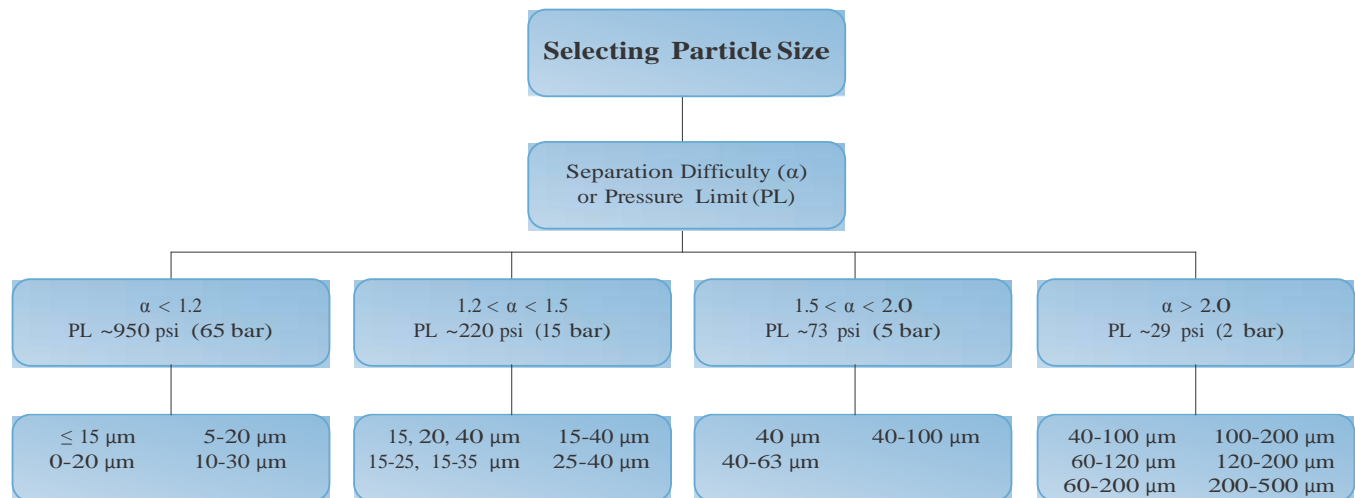 Selecting Particle Size
Separation Difficulty (α)
or Pressure Limit (PL)
α < 1.2
PL ~950 psi (65 bar)
1.2 < α < 1.5
PL ~220 psi (15 bar)
1.5 < α < 2.0
PL ~73 psi (5 bar)
α > 2.0
PL ~29 psi (2 bar)
≤ 15 µm 5-20 µm
0-20 µm 10-30 µm
15, 20, 40 µm 15-40 µm
15-25, 15-35 µm 25-40 µm
40 µm 40-100 µm
40-63 µm
40-100 µm 100-200 µm
60-120 µm 120-200 µm
60-200 µm 200-500 µm